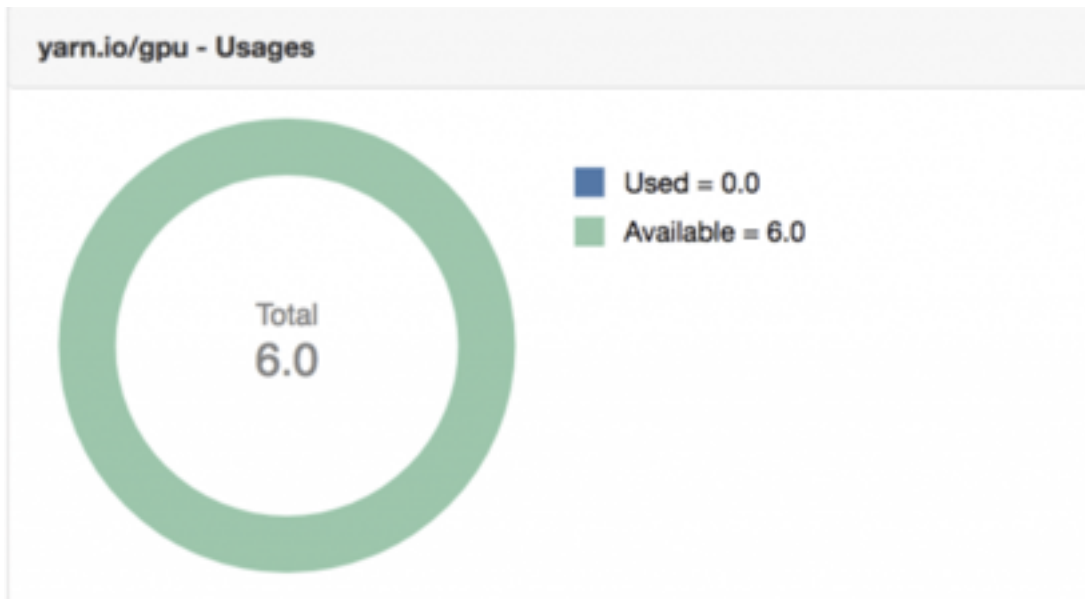 yarn.io/gpu - Usages
Used = 0.0
Available = 6.0
Total
6.0